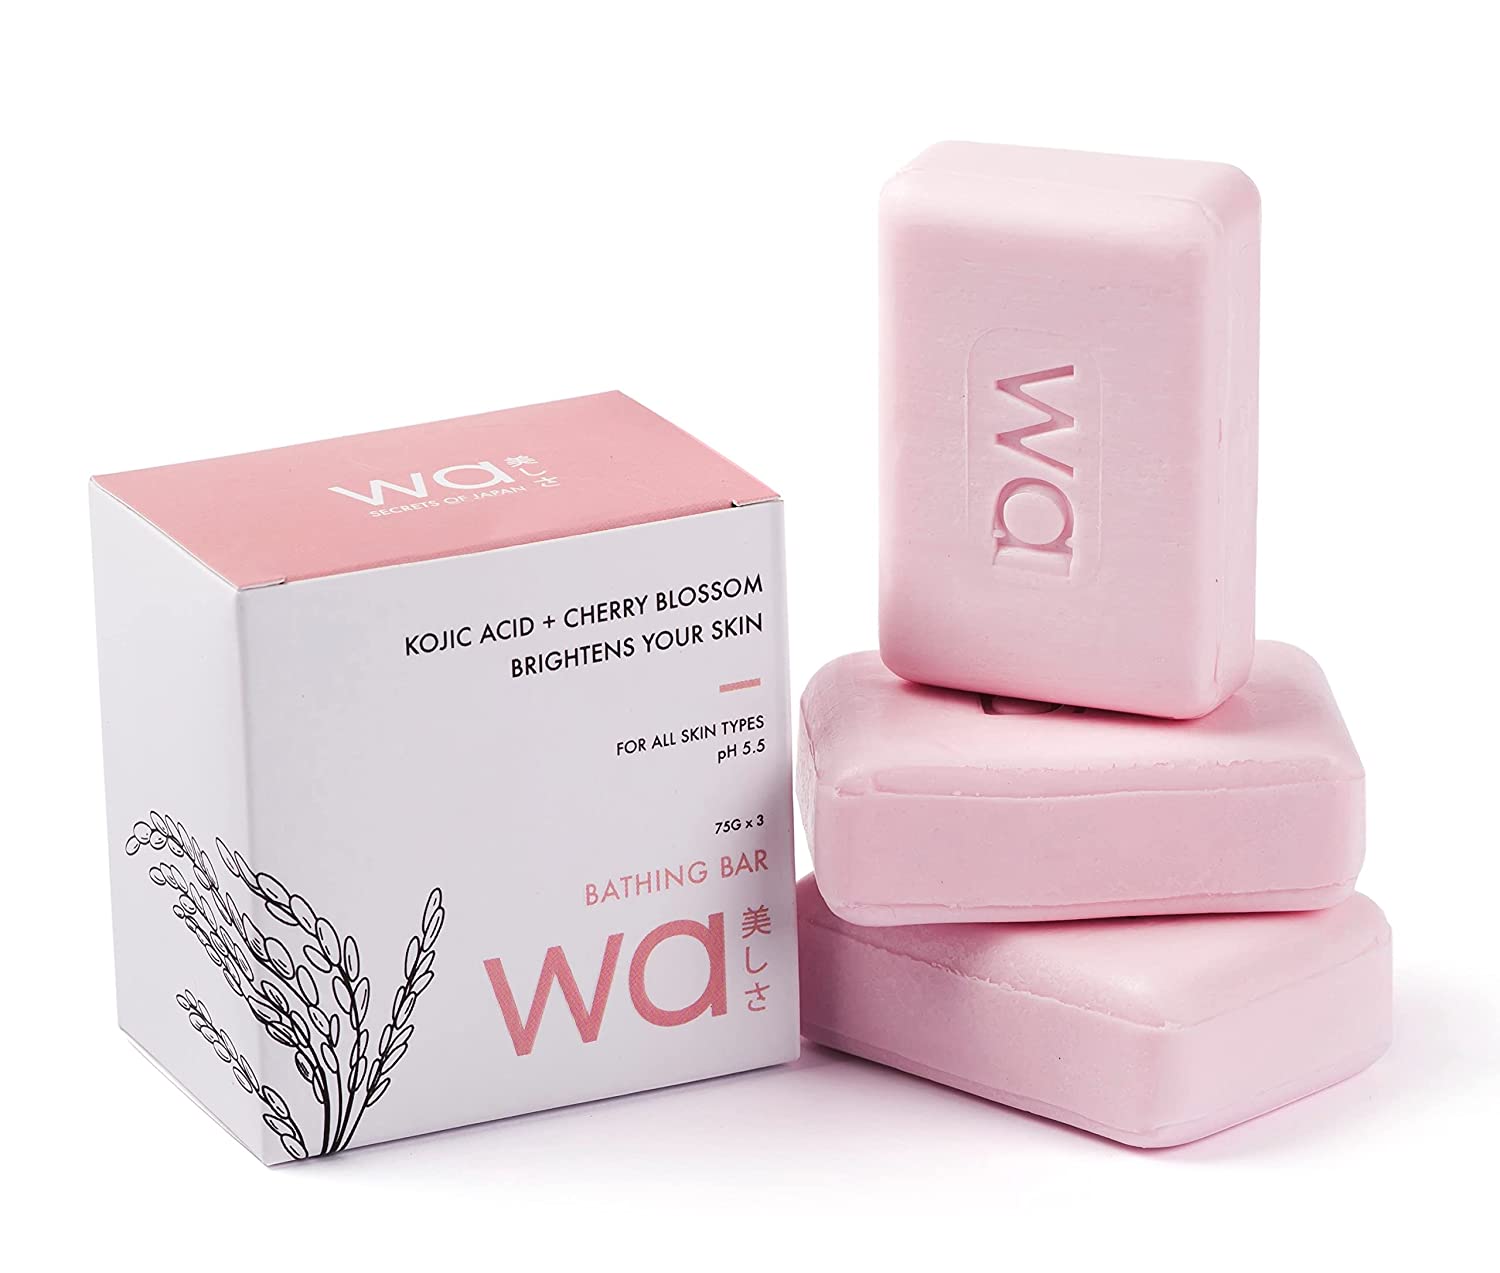 wa 美しさ
SECRETS OF JAPAN
KOJIC ACID + CHERRY BLOSSOM
BRIGHTENS YOUR SKIN
FOR ALL SKIN TYPES
pH 5.5
75G x 3
BATHING BAR
wa 美しさ
wa